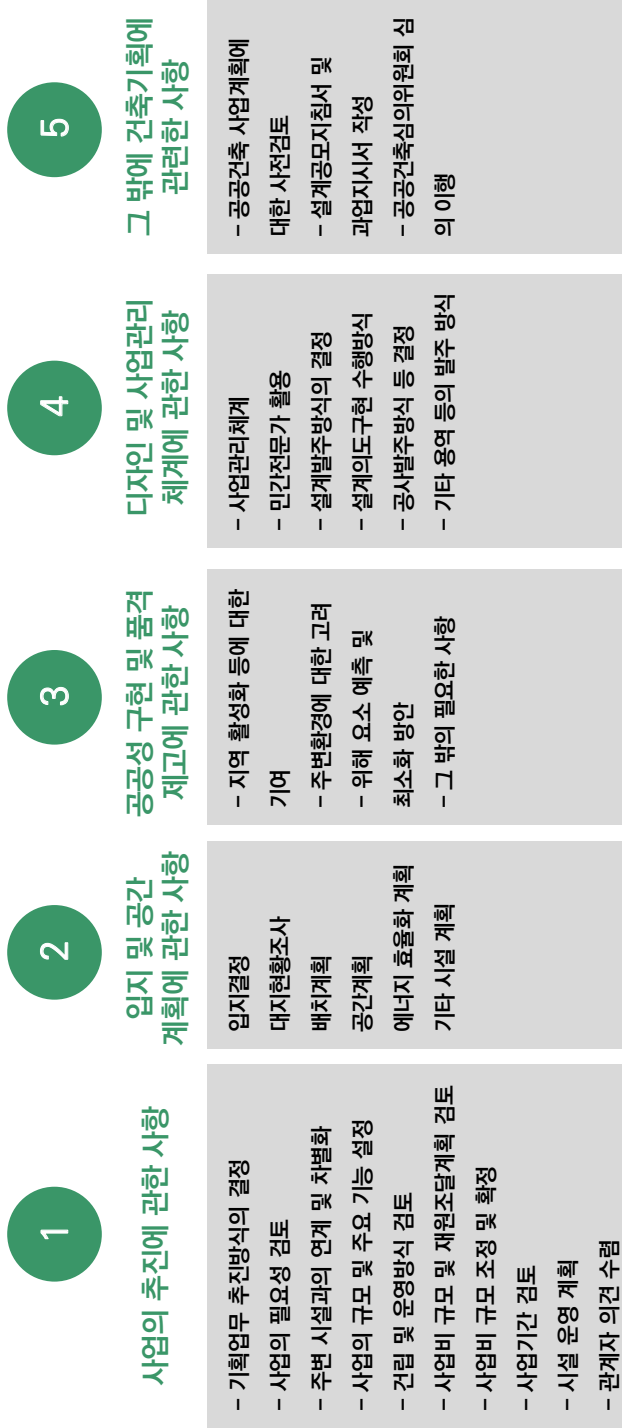 1
사업의 추진에 관한 사항
- 기획업무 추진방식의 결정
- 사업의 필요성 검토
- 주변 시설과의 연계 및 차별화
- 사업의 규모 및 주요 기능 설정
- 건립 및 운영방식 검토
- 사업비 규모 및 재원조달계획 검토
- 사업비 규모 조정 및 확정
- 사업기간 검토
- 시설 운영 계획
- 관계자 의견 수렴
2
입지 및 공간
계획에 관한 사항
입지결정
대지현황조사
배치계획
공간계획
에너지 효율화 계획
기타 시설 계획
3
공공성 구현 및 품격
제고에 관한 사항
- 지역 활성화 등에 대한
기여
- 주변환경에 대한 고려
- 위해 요소 예측 및
최소화 방안
- 그 밖의 필요한 사항
4
디자인 및 사업관리
체계에 관한 사항
- 사업관리체계
- 민간전문가 활용
- 설계발주방식의 결정
- 설계의도구현 수행방식
- 공사발주방식 등 결정
- 기타 용역 등의 발주 방식
5
그 밖에 건축기획에
관련한 사항
- 공공건축 사업계획에
대한 사전검토
- 설계공모지침서 및
과업지시서 작성
- 공공건축심의위원회 심
의 이행